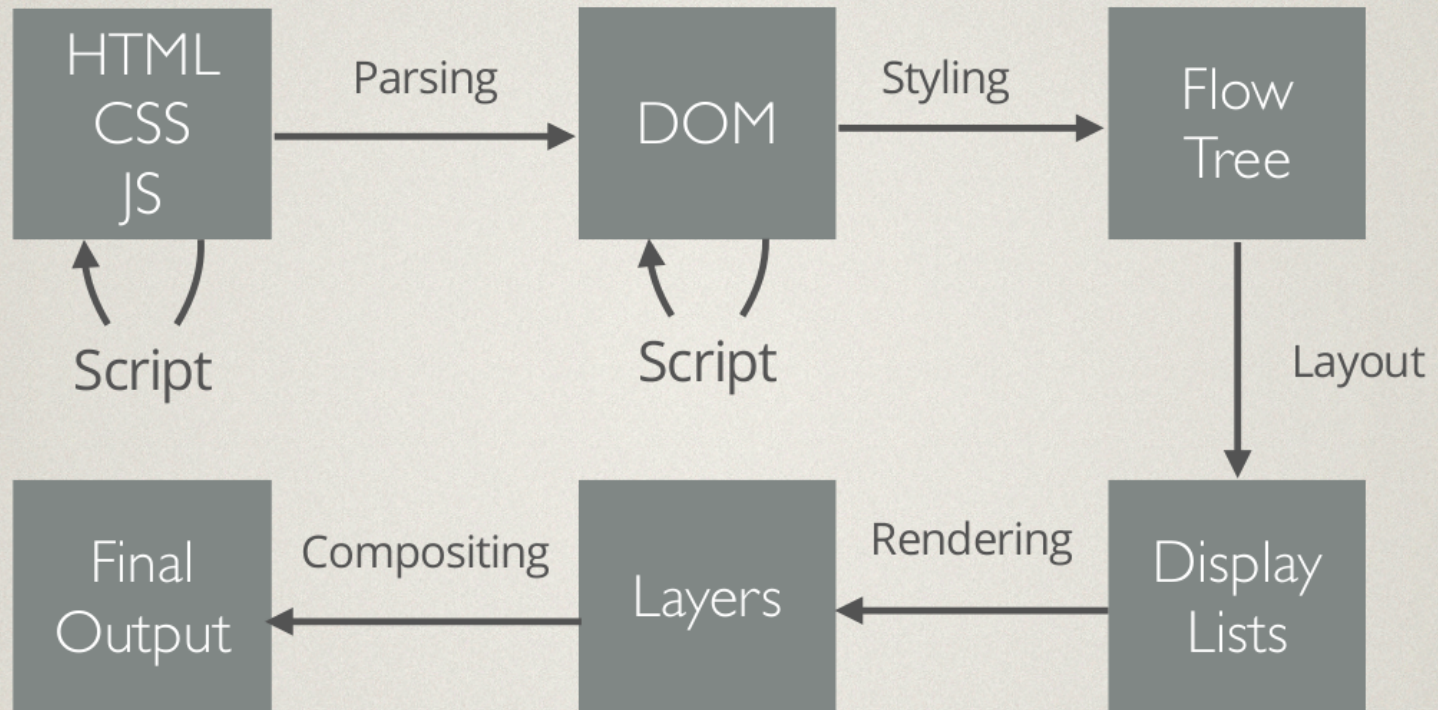 HTML
CSS
JS
Parsing
DOM
Styling
Flow
Tree
Script
Script
Layout
Final
Output
Compositing
Layers
Rendering
Display
Lists